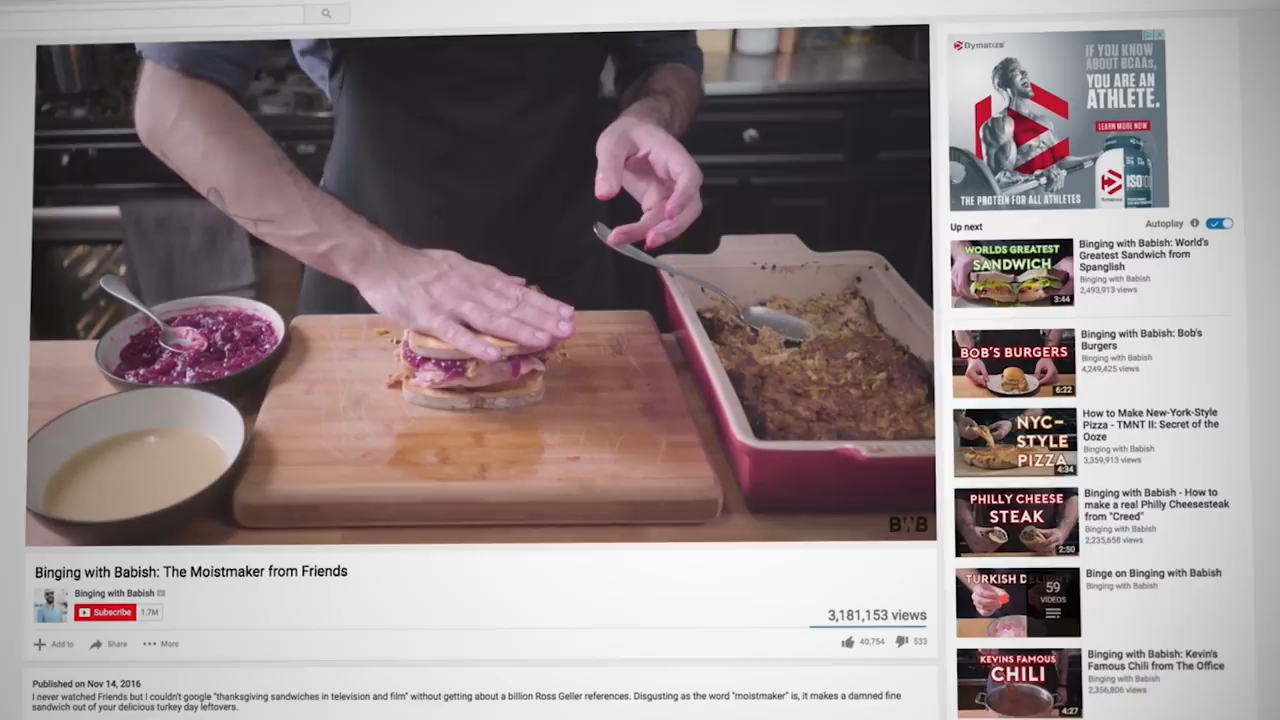 BWB
Binging with Babish: The Moistmaker from Friends
Binging with Babish
Subscribe 1.7M
3,181,153 views
Add to Share More
40,754 533
Published on Nov 14, 2016
I never watched Friends but I couldn't google "thanksgiving sandwiches in television and film" without getting about a billion Ross Geller references. Disgusting as the word "moistmaker" is, it makes a damned fine
sandwich out of your delicious turkey day leftovers.
Dymatize
IF YOU KNOW
ABOUT BCAAs,
YOU ARE AN
ATHLETE.
LEARN MORE NOW
ISO100
THE PROTEIN FOR ALL ATHLETES
Up next
Autoplay
WORLDS GREATEST
SANDWICH
3:44
Binging with Babish: World's
Greatest Sandwich from
Spanglish
Binging with Babish
2,493,913 views
BOB'S BURGERS
6:22
Binging with Babish: Bob's
Burgers
Binging with Babish
4,249,425 views
NYC-
STYLE
PIZZA
4:34
How to Make New-York-Style
Pizza - TMNT II: Secret of the
Ooze
Binging with Babish
3,359,913 views
PHILLY CHEESE
STEAK
2:50
Binging with Babish - How to
make a real Philly Cheesesteak
from "Creed"
Binging with Babish
2,235,658 views
TURKISH DELIGHT
59
VIDEOS
Binge on Binging with Babish
Binging with Babish
KEVINS FAMOUS
CHILI
4:27
Binging with Babish: Kevin's
Famous Chili from The Office
Binging with Babish
2,356,806 views